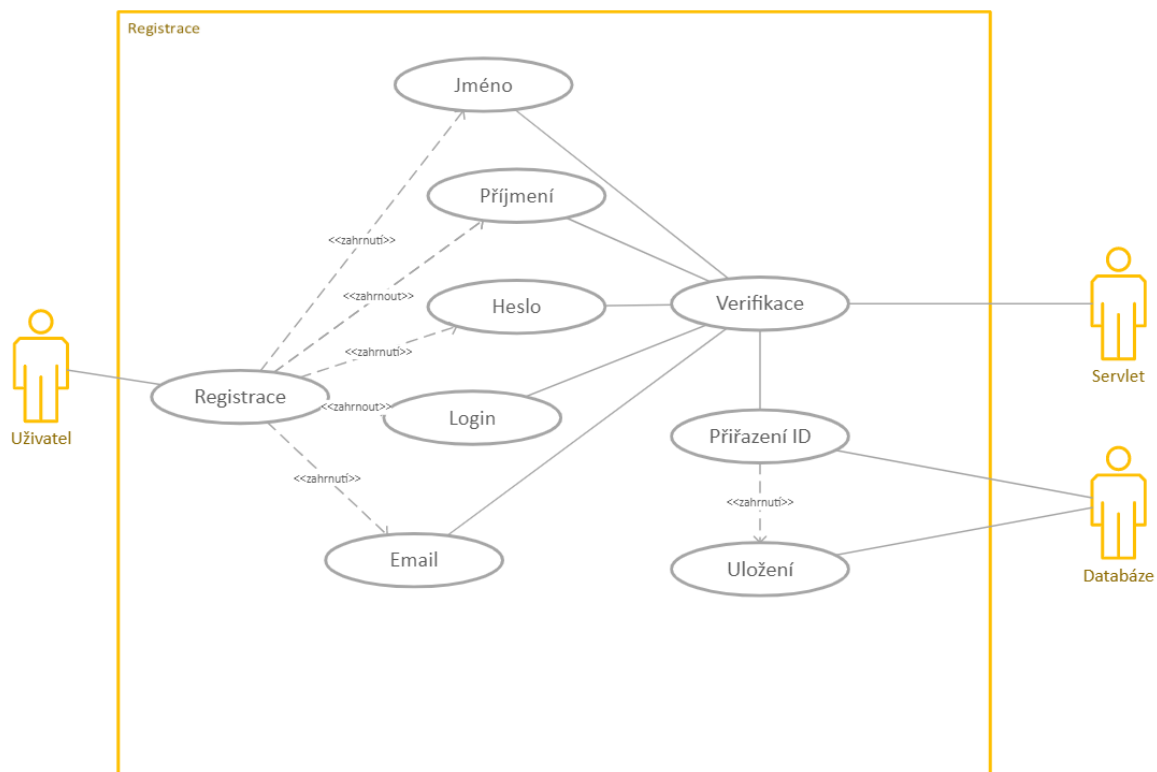 Registrace
Jméno
Příjmení
<<zahrnutí>>
<<zahrnout>>
Heslo
Verifikace
<<zahrnutí>>
Servlet
Registrace
<<zahrnout>>
Login
Uživatel
Přiřazení ID
<<zahrnutí>>
<<zahrnutí>>
Email
Uložení
Databáze